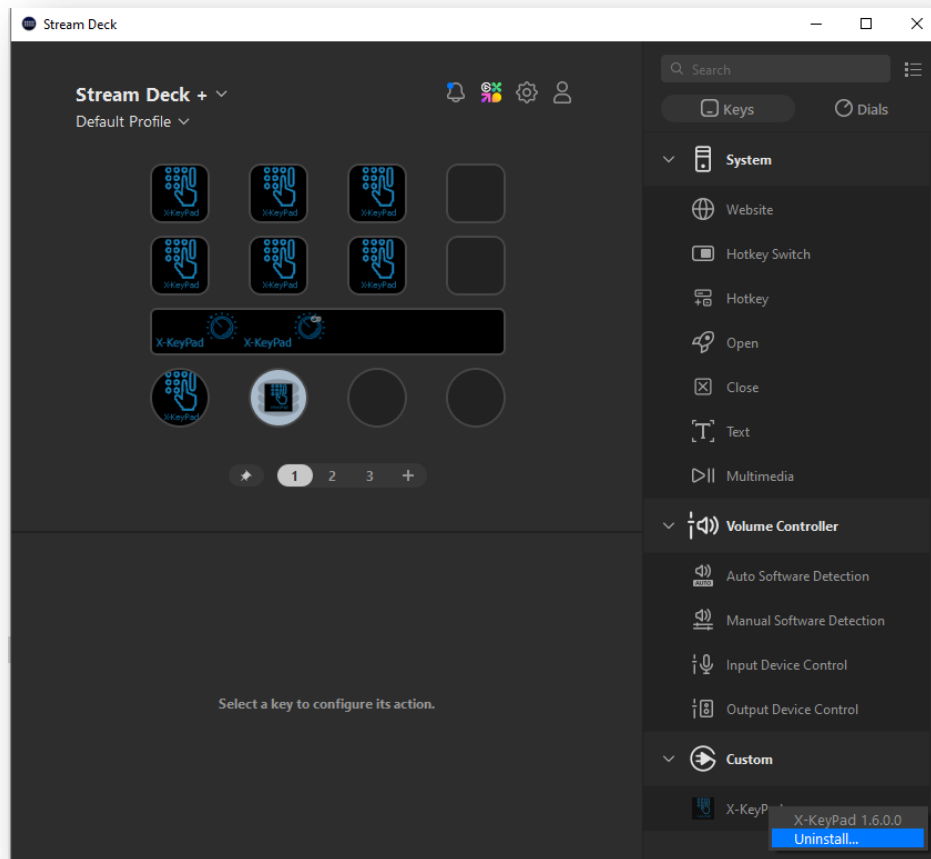 Stream Deck
Stream Deck +
Default Profile
Search
Keys
Dials
System
Website
Hotkey Switch
Hotkey
Open
Close
Text
Multimedia
Volume Controller
AUTO
Auto Software Detection
Manual Software Detection
Input Device Control
Output Device Control
Custom
X-KeyP
X-KeyPad 1.6.0.0
Uninstall...
X-KeyPad
X-KeyPad
X-KeyPad
X-KeyPad
X-KeyPad
X-KeyPad
X-KeyPad X-KeyPad
X-KeyPad
X-KeyPad
1 2 3 +
Select a key to configure its action.